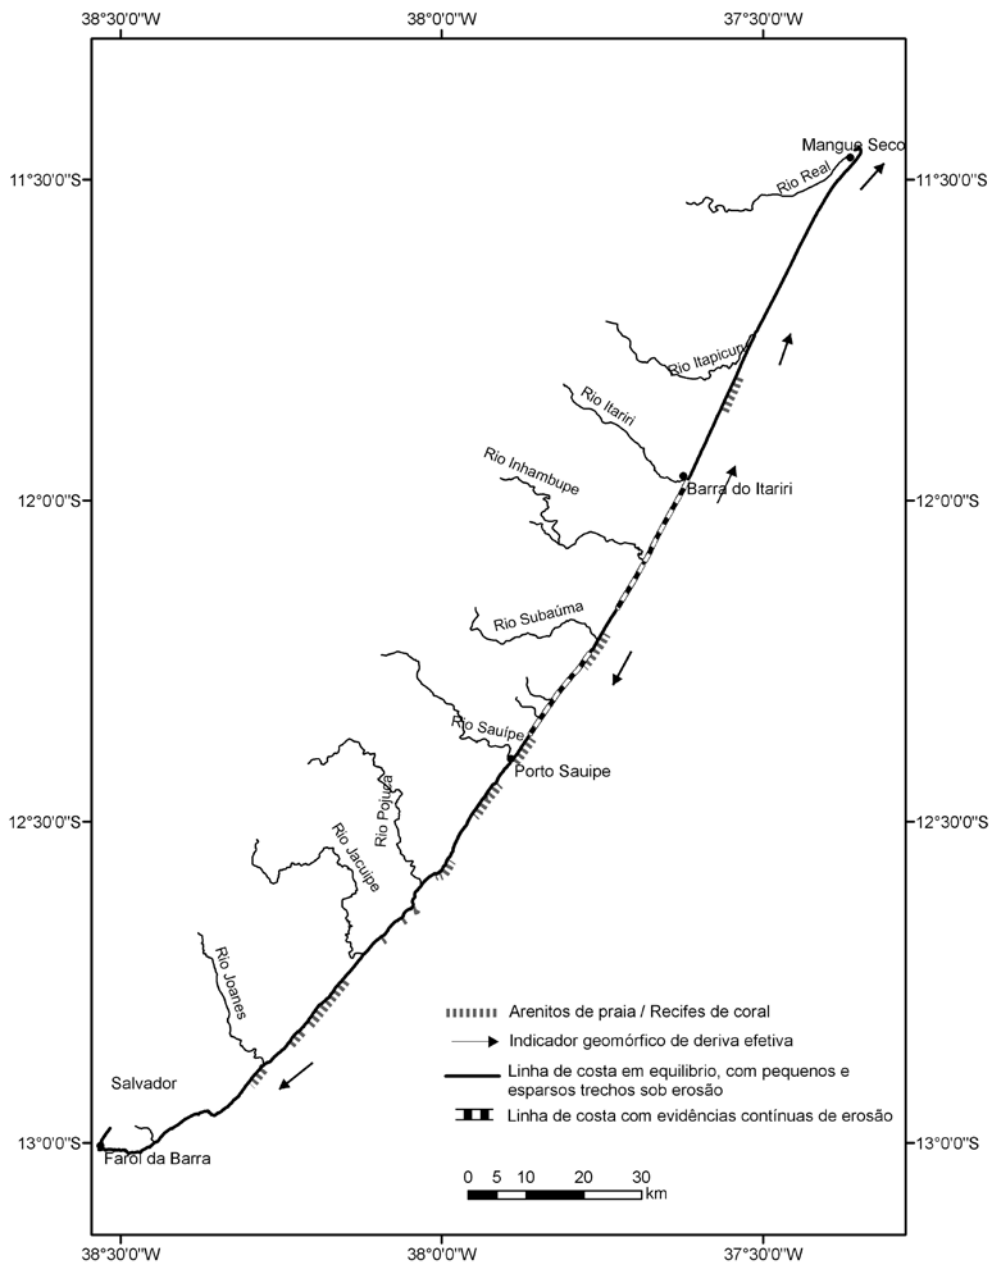 38°30'0"W 38°0'0"W 37°30'0"W
Mangue Seco
11°30'0"S 11°30'0"S
Rio Real
Rio Itapicuru
Rio Itariri
Rio Inhambupe
Barra do Itariri
12°0'0"S 12°0'0"S
Rio Subaúma
Rio Sauípe
Porto Sauipe
Rio Pojuca
12°30'0"S 12°30'0"S
Rio Jacuipe
Rio Joanes
Arenitos de praia / Recifes de coral
Indicador geomórfico de deriva efetiva
Linha de costa em equilibrio, com pequenos e
esparsos trechos sob erosão
Linha de costa com evidências contínuas de erosão
Salvador
13°0'0"S 13°0'0"S
Farol da Barra
0 5 10 20 30
km
38°30'0"W 38°0'0"W 37°30'0"W